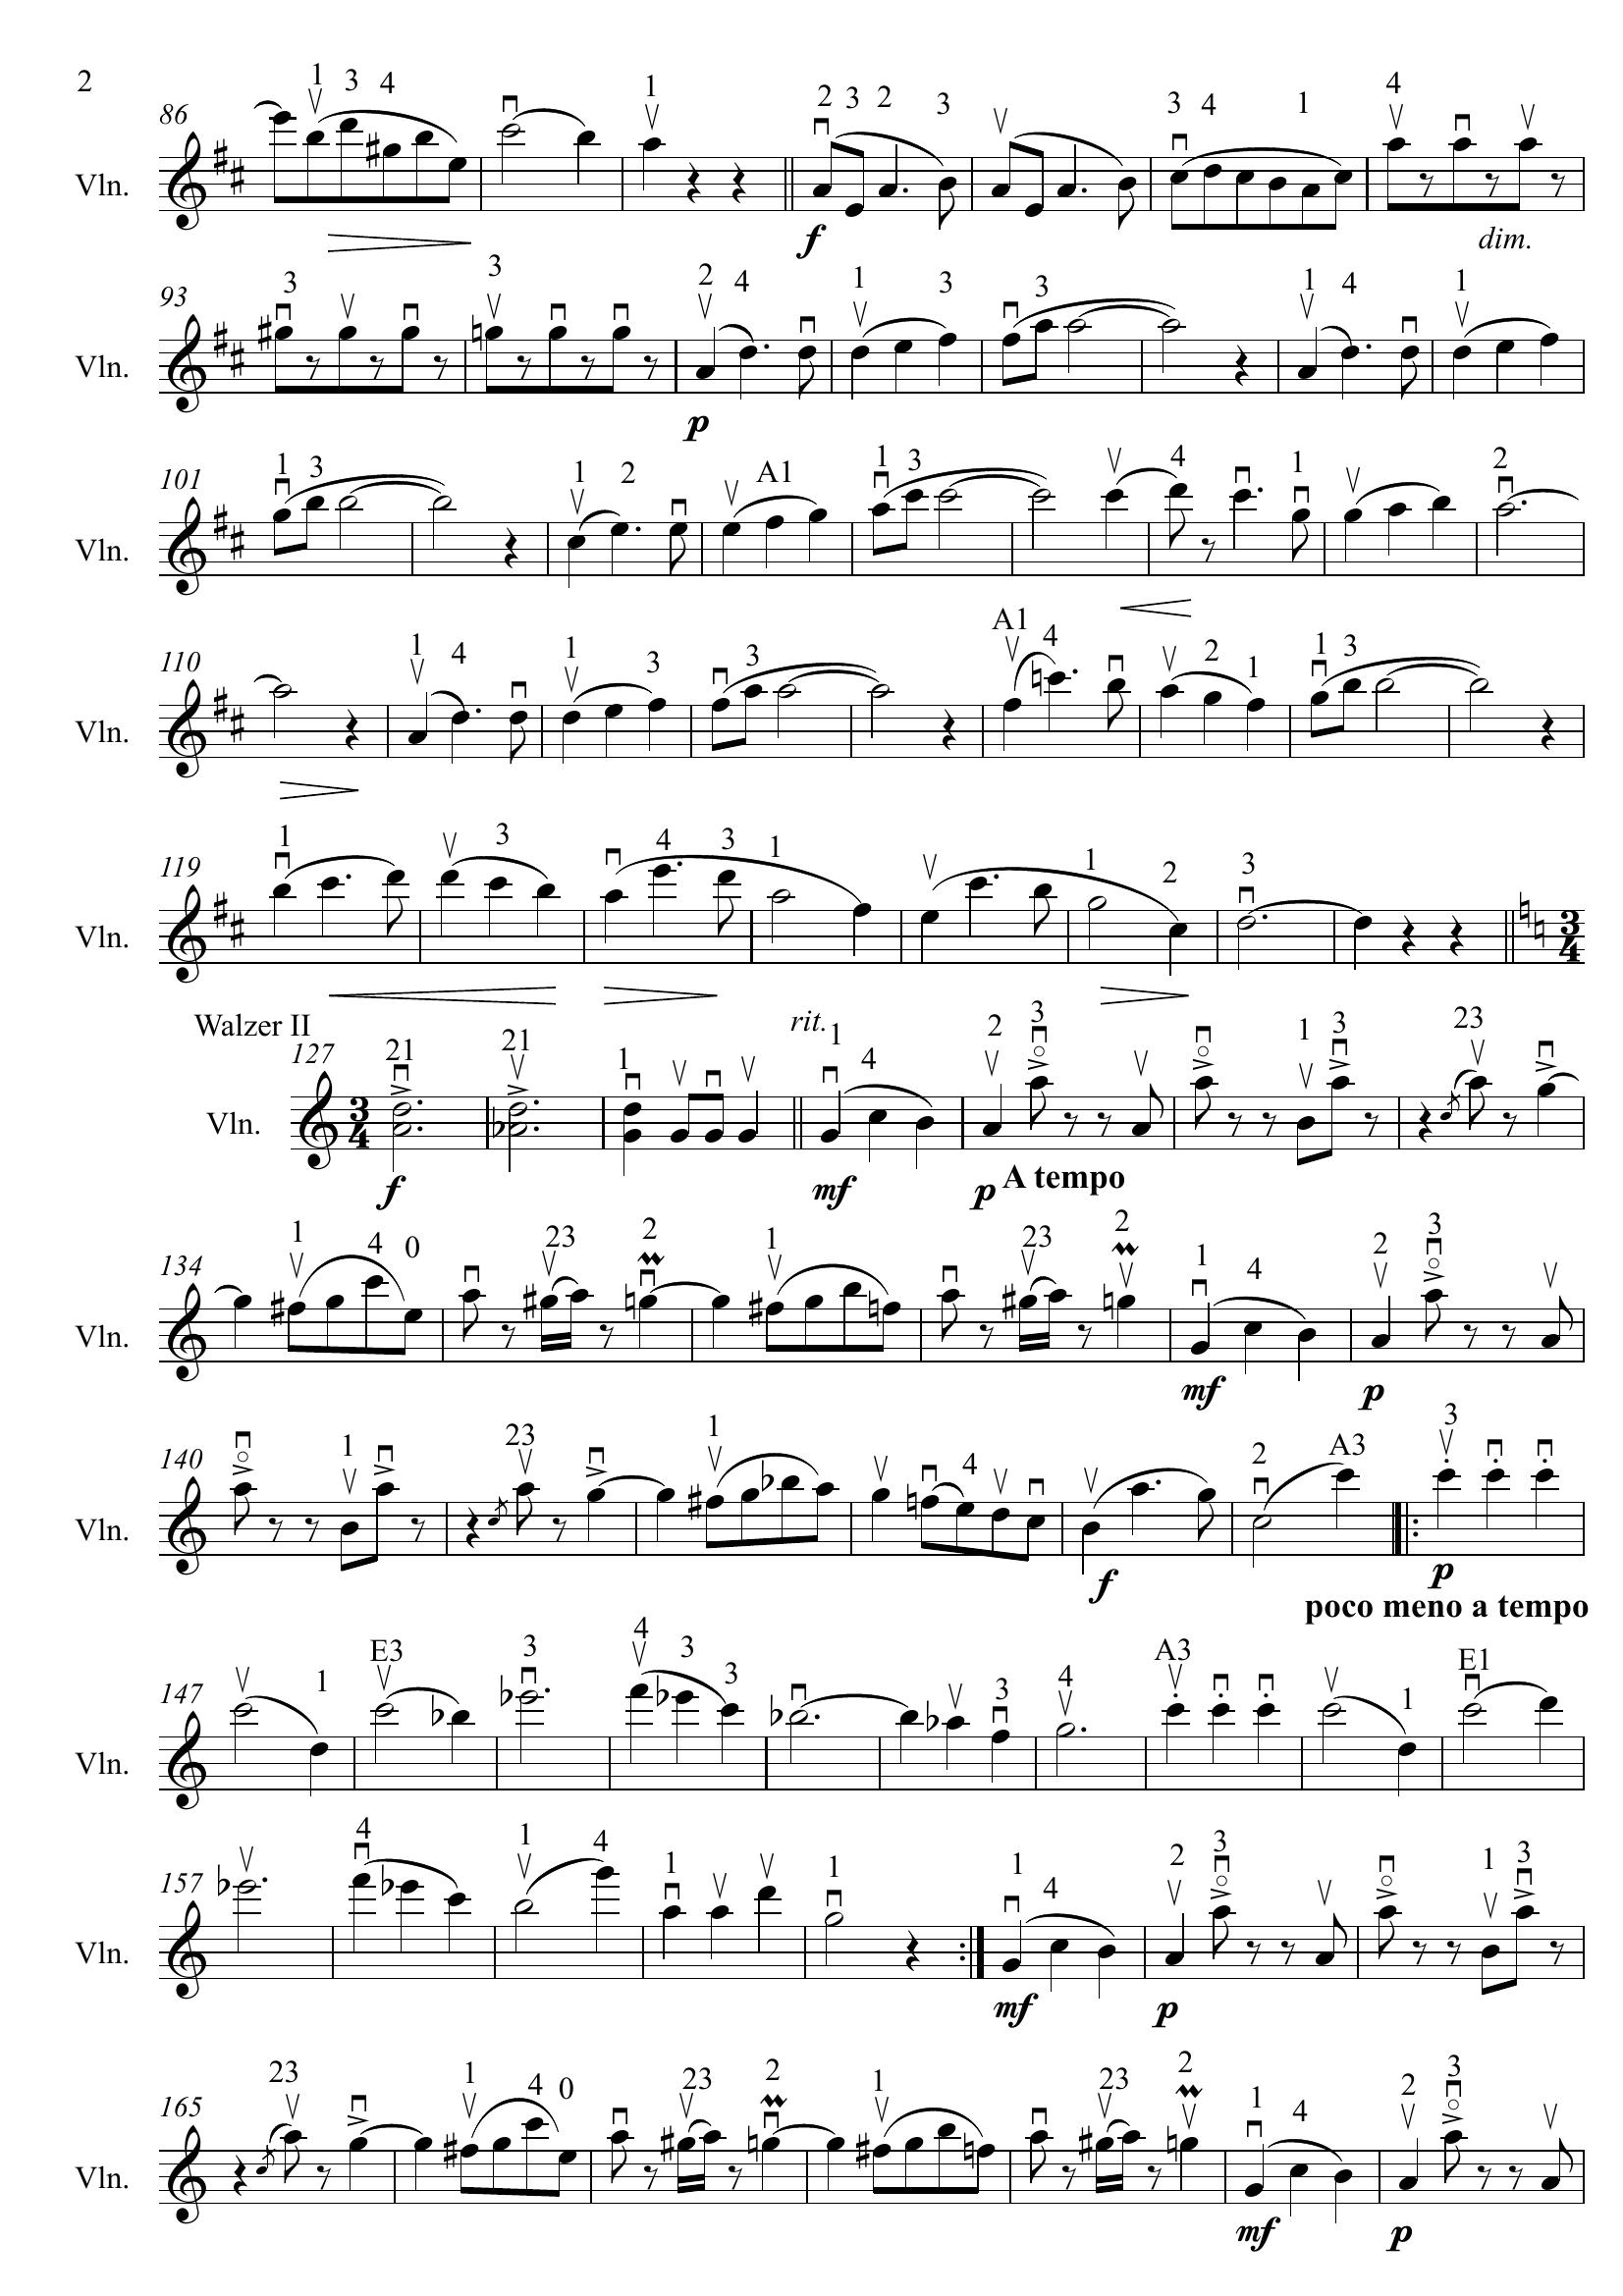 2
86
1 3 4 1 2 3 2 3 3 4 1 4
Vln.
f dim.
93
3 3 2 4 1 3 3 1 4 1
Vln.
p
101
1 3 1 2 A1 1 3 4 1 2
Vln.
110
1 4 1 3 3 A1 4 2 1 1 3
Vln.
119
1 3 4 3 1 1 2 3
Vln.
3 4
Walzer II rit.
127
21 21 1 1 4 2 3 1 3 23
Vln.
3 4
f mf p A tempo
134
1 4 0 23 2 1 23 2 1 4 2 3
Vln.
mf p
140
1 23 1 4 2 A3 3
Vln.
f p
poco meno a tempo
147
1 E3 3 4 3 3 3 4 A3 1 E1
Vln.
157
4 1 4 1 1 1 4 2 3 1 3
Vln.
mf p
165
23 1 4 0 23 2 1 23 2 1 4 2 3
Vln.
mf p